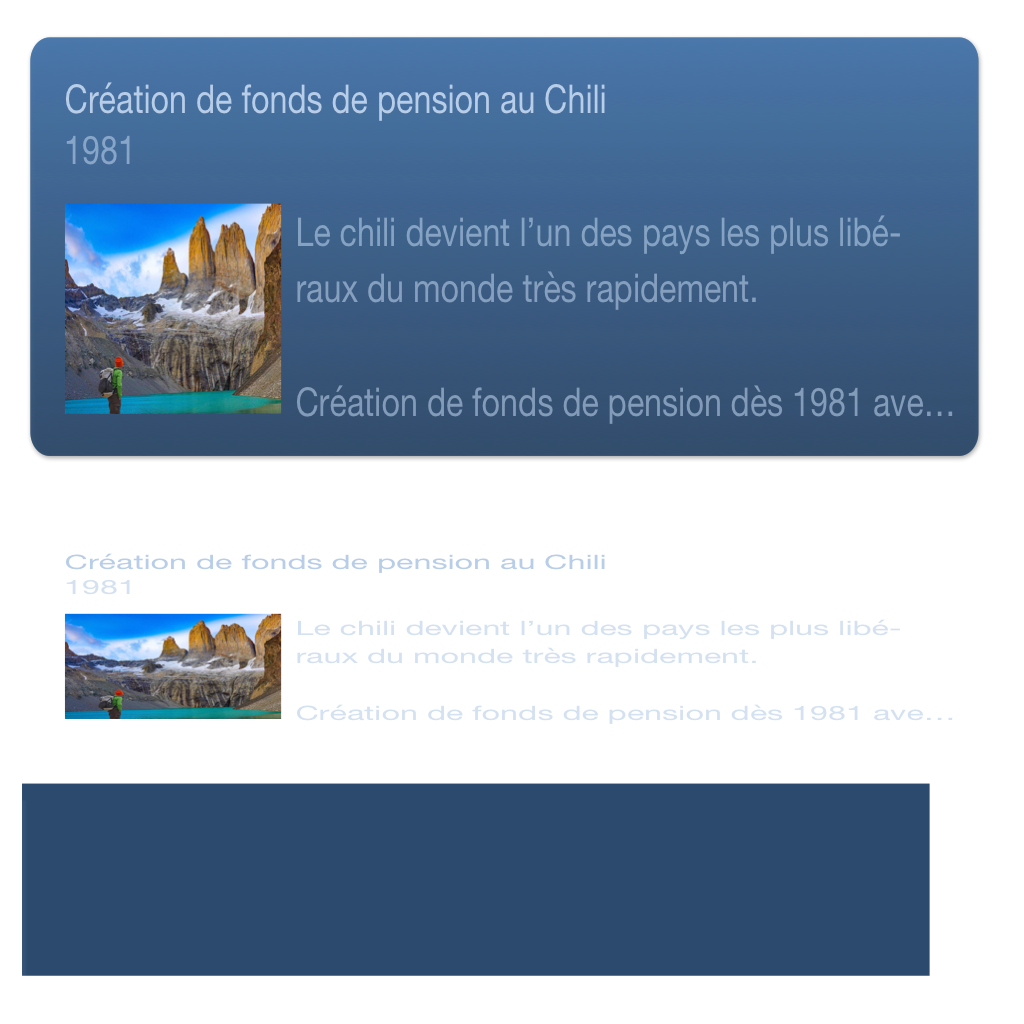 Création de fonds de pension au Chili
1981
Le chili devient l’un des pays les plus libé-
raux du monde très rapidement.
Création de fonds de pension dès 1981 ave…
Création de fonds de pension au Chili
1981
Le chili devient l’un des pays les plus libé-
raux du monde très rapidement.
Création de fonds de pension dès 1981 ave…